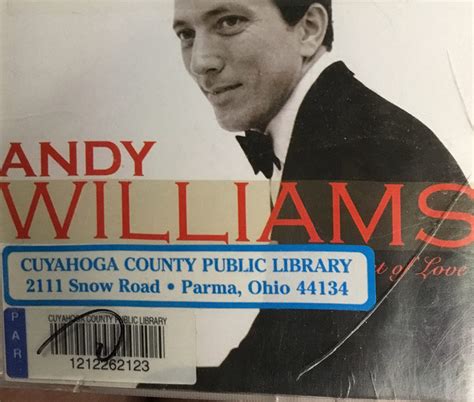 ANDY
WILLIAMS
of Love
CUYAHOGA COUNTY PUBLIC LIBRARY
2111 Snow Road • Parma, Ohio 44134
PAR
CUYAHOGA COUNTY PUBLIC LIBRARY
1212262123